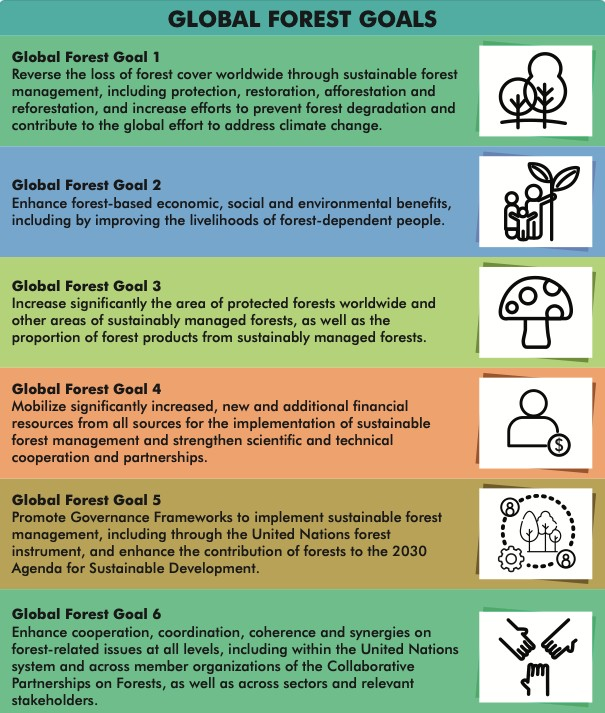 GLOBAL FOREST GOALS
Global Forest Goal 1
Reverse the loss of forest cover worldwide through sustainable forest
management, including protection, restoration, afforestation and
reforestation, and increase efforts to prevent forest degradation and
contribute to the global effort to address climate change.
Global Forest Goal 2
Enhance forest-based economic, social and environmental benefits,
including by improving the livelihoods of forest-dependent people.
Global Forest Goal 3
Increase significantly the area of protected forests worldwide and
other areas of sustainably managed forests, as well as the
proportion of forest products from sustainably managed forests.
Global Forest Goal 4
Mobilize significantly increased, new and additional financial
resources from all sources for the implementation of sustainable
forest management and strengthen scientific and technical
cooperation and partnerships.
$
Global Forest Goal 5
Promote Governance Frameworks to implement sustainable forest
management, including through the United Nations forest
instrument, and enhance the contribution of forests to the 2030
Agenda for Sustainable Development.
Global Forest Goal 6
Enhance cooperation, coordination, coherence and synergies on
forest-related issues at all levels, including within the United Nations
system and across member organizations of the Collaborative
Partnerships on Forests, as well as across sectors and relevant
stakeholders.